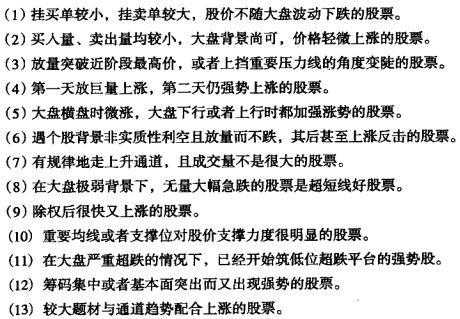 （1）挂买单较小，挂卖单较大，股价不随大盘波动下跌的股票。
（2）买入量、卖出量均较小，大盘背景尚可，价格轻微上涨的股票。
（3）放量突破近阶段最高价，或者上挡重要压力线的角度变陡的股票。
（4）第一天放巨量上涨，第二天仍强势上涨的股票。
（5）大盘横盘时微涨，大盘下行或者上行时都加强涨势的股票。
（6）遇个股背景非实质性利空且放量而不跌，其后甚至上涨反击的股票。
（7）有规律地走上升通道，且成交量不是很大的股票。
（8）在大盘极弱背景下，无量大幅急跌的股票是超短线好股票。
（9）除权后很快又上涨的股票。
（10）重要均线或者支撑位对股价支撑力度很明显的股票。
（11）在大盘严重超跌的情况下，已经开始筑低位超跌平台的强势股。
（12）筹码集中或者基本面突出而又出现强势的股票。
（13）较大题材与通道趋势配合上涨的股票。